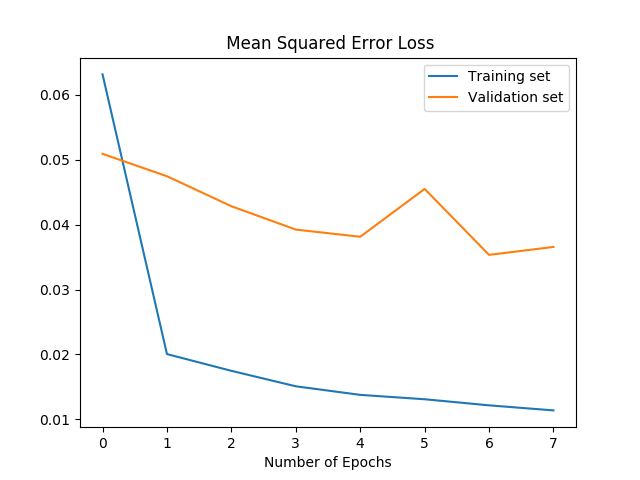 Mean Squared Error Loss
Training set
Validation set
0.06
0.05
0.04
0.03
0.02
0.01
0 1 2 3 4 5 6 7
Number of Epochs